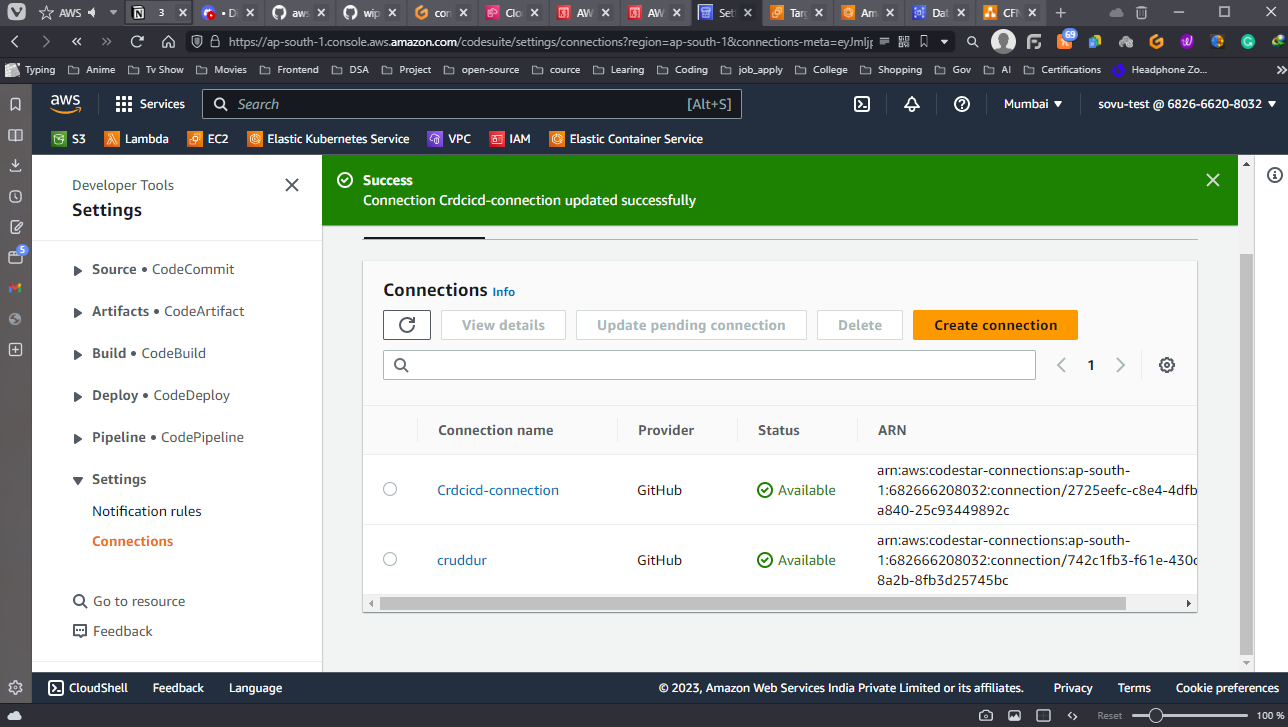 AWS
3
• Di
aws
wip
con
Clo
AW
AW
Set
Targ
Am
Dat
CFN
https://ap-south-1.console.aws.amazon.com/codesuite/settings/connections?region=ap-south-1&connections-meta=eyJmljp
69
Typing
Anime
Tv Show
Movies
Frontend
DSA
Project
open-source
cource
Learing
Coding
job_apply
College
Shopping
Gov
AI
Certifications
Headphone Zo...
aws
Services
Search
[Alt+S]
Mumbai
sovu-test @ 6826-6620-8032
S3
Lambda
EC2
Elastic Kubernetes Service
VPC
IAM
Elastic Container Service
5
Developer Tools
Settings
Source • CodeCommit
Artifacts • CodeArtifact
Build • CodeBuild
Deploy • CodeDeploy
Pipeline • CodePipeline
Settings
Notification rules
Connections
Go to resource
Feedback
Success
Connection Crdcicd-connection updated successfully
Connections Info
View details
Update pending connection
Delete
Create connection
1
Connection name
Provider
Status
ARN
Crdcicd-connection
GitHub
Available
arn:aws:codestar-connections:ap-south-
1:682666208032:connection/2725eefc-c8e4-4dfb
a840-25c93449892c
cruddur
GitHub
Available
arn:aws:codestar-connections:ap-south-
1:682666208032:connection/742c1fb3-f61e-430c
8a2b-8fb3d25745bc
CloudShell
Feedback
Language
© 2023, Amazon Web Services India Private Limited or its affiliates.
Privacy
Terms
Cookie preferences
Reset
100 %